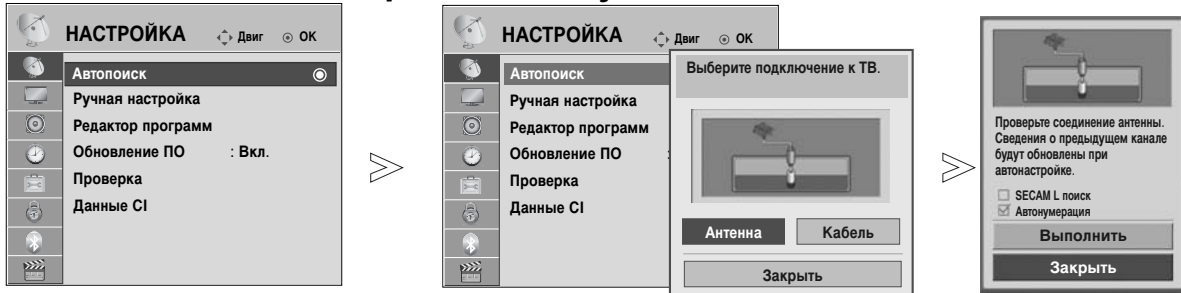 НАСТРОЙКА Двиг ОК
Автопоиск
Ручная настройка
Редактор программ
Обновление ПО : Вкл.
Проверка
Данные CI
НАСТРОЙКА Двиг ОК
Автопоиск
Ручная настройка
Редактор программ
Обновление ПО :
Проверка
Данные CI
Выберите подключение к ТВ.
Антенна Кабель
Закрыть
Проверьте соединение антенны.
Сведения о предыдущем канале
будут обновлены при
автонастройке.
SECAM L поиск
Автонумерация
Выполнить
Закрыть